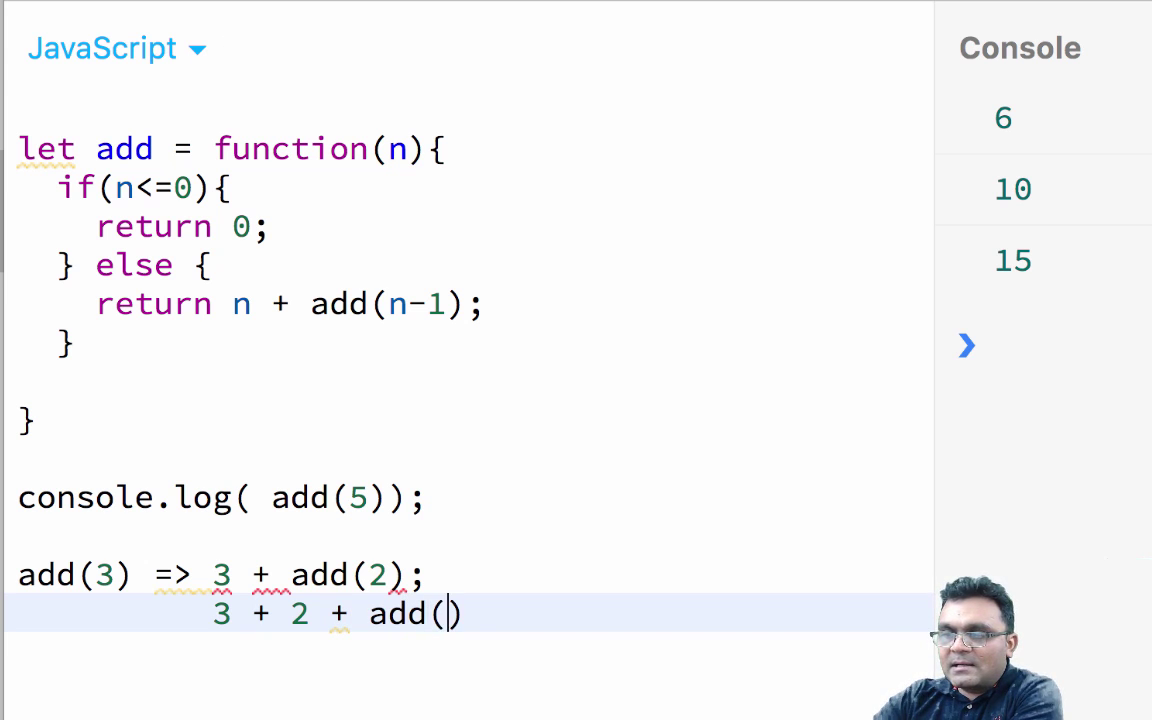 JavaScript
let add = function(n){
if(n<=0){
return 0;
} else {
return n + add(n-1);
}
}
console.log( add(5));
add(3) => 3 + add(2);
3 + 2 + add()
Console
6
10
15